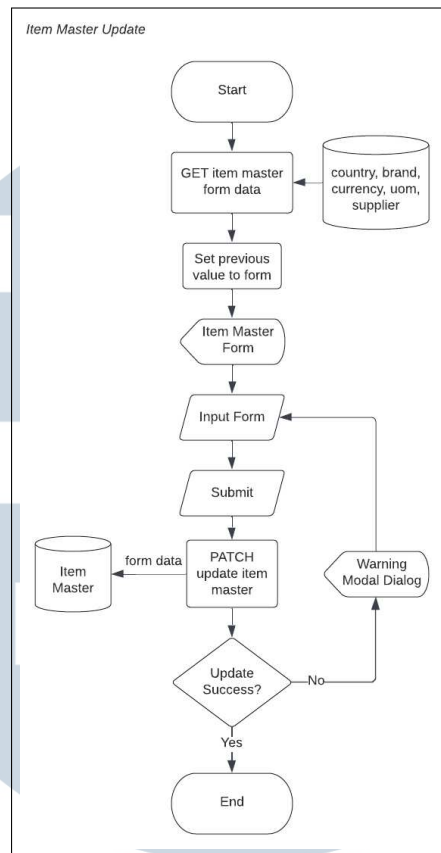 Item Master Update
Start
GET item master
form data
country, brand,
currency, uom,
supplier
Set previous
value to form
Item Master
Form
Input Form
Submit
form data
Item
Master
PATCH
update item
master
Warning
Modal Dialog
Update
Success?
No
Yes
End